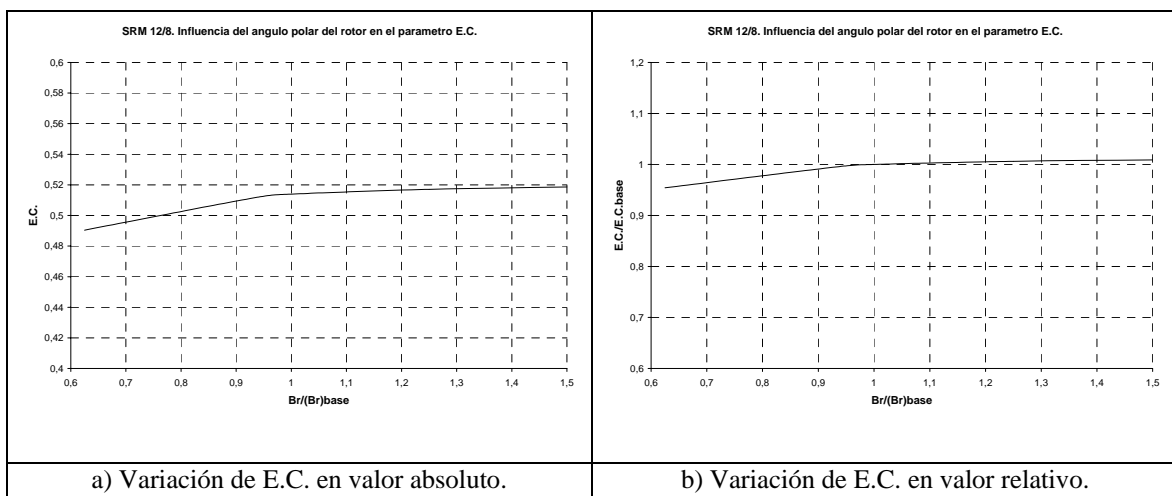 SRM 12/8. Influencia del angulo polar del rotor en el parametro E.C.
0,6
0,58
0,56
0,54
0,52
0,5
0,48
0,46
0,44
0,42
0,4
E.C.
0,6 0,7 0,8 0,9 1 1,1 1,2 1,3 1,4 1,5
Br/(Br)base
a) Variación de E.C. en valor absoluto.
SRM 12/8. Influencia del angulo polar del rotor en el parametro E.C.
1,2
1,1
1
0,9
0,8
0,7
0,6
E.C./E.C.base
0,6 0,7 0,8 0,9 1 1,1 1,2 1,3 1,4 1,5
Br/(Br)base
b) Variación de E.C. en valor relativo.